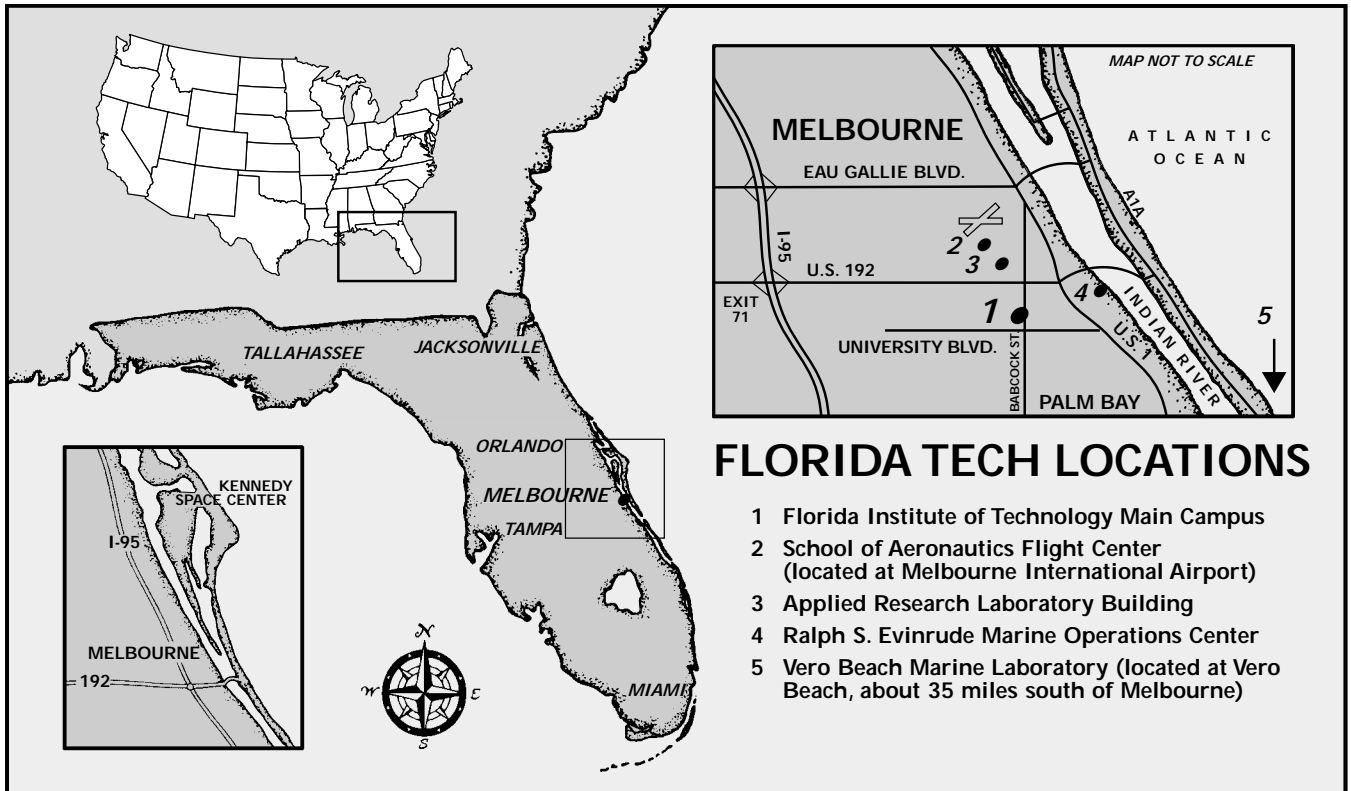 MAP NOT TO SCALE
MELBOURNE
ATLANTIC
OCEAN
EAU GALLIE BLVD.
A1A
I-95
2
3
U.S. 192
EXIT
71
1
4
INDIAN RIVER
5
U.S. 1
UNIVERSITY BLVD.
BABCOCK ST.
PALM BAY
TALLAHASSEE
JACKSONVILLE
ORLANDO
MELBOURNE
TAMPA
MIAMI
KENNEDY
SPACE CENTER
I-95
MELBOURNE
192
N
W
E
S
FLORIDA TECH LOCATIONS
1 Florida Institute of Technology Main Campus
2 School of Aeronautics Flight Center
(located at Melbourne International Airport)
3 Applied Research Laboratory Building
4 Ralph S. Evinrude Marine Operations Center
5 Vero Beach Marine Laboratory (located at Vero
Beach, about 35 miles south of Melbourne)